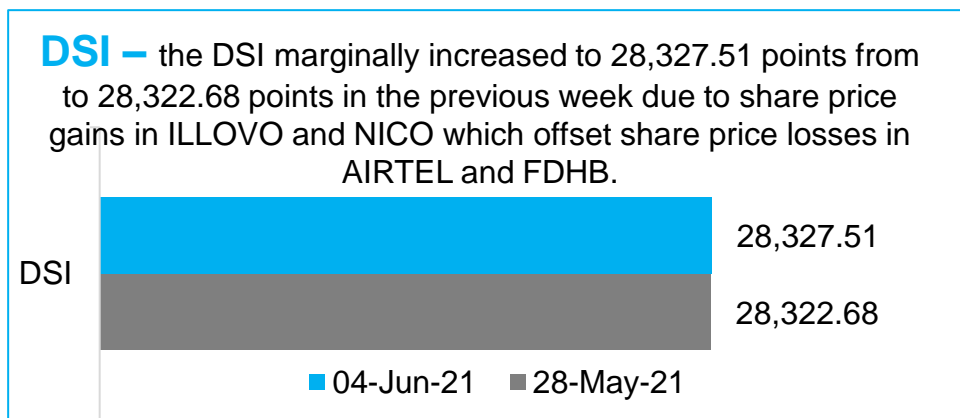 DSI – the DSI marginally increased to 28,327.51 points from
to 28,322.68 points in the previous week due to share price
gains in ILLOVO and NICO which offset share price losses in
AIRTEL and FDHB.
28,327.51
DSI
28,322.68
04-Jun-21 28-May-21